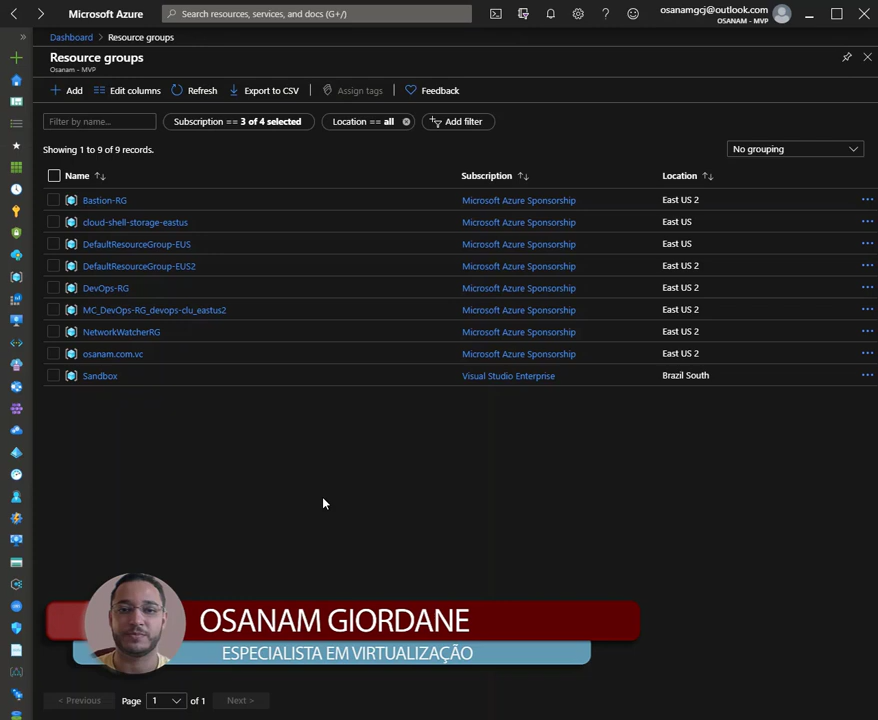 Microsoft Azure
Search resources, services, and docs (G+/)
osanamgcj@outlook.com
OSANAM - MVP
Dashboard > Resource groups
Resource groups
Osanam - MVP
Add Edit columns Refresh Export to CSV Assign tags Feedback
Filter by name... Subscription == 3 of 4 selected Location == all Add filter
Showing 1 to 9 of 9 records. No grouping
Name Subscription Location
Bastion-RG Microsoft Azure Sponsorship East US 2
cloud-shell-storage-eastus Microsoft Azure Sponsorship East US
DefaultResourceGroup-EUS Microsoft Azure Sponsorship East US
DefaultResourceGroup-EUS2 Microsoft Azure Sponsorship East US 2
DevOps-RG Microsoft Azure Sponsorship East US 2
MC_DevOps-RG_devops-clu_eastus2 Microsoft Azure Sponsorship East US 2
NetworkWatcherRG Microsoft Azure Sponsorship East US 2
osanam.com.vc Microsoft Azure Sponsorship East US 2
Sandbox Visual Studio Enterprise Brazil South
OSANAM GIORDANE
ESPECIALISTA EM VIRTUALIZAÇÃO
< Previous Page 1 of 1 Next >